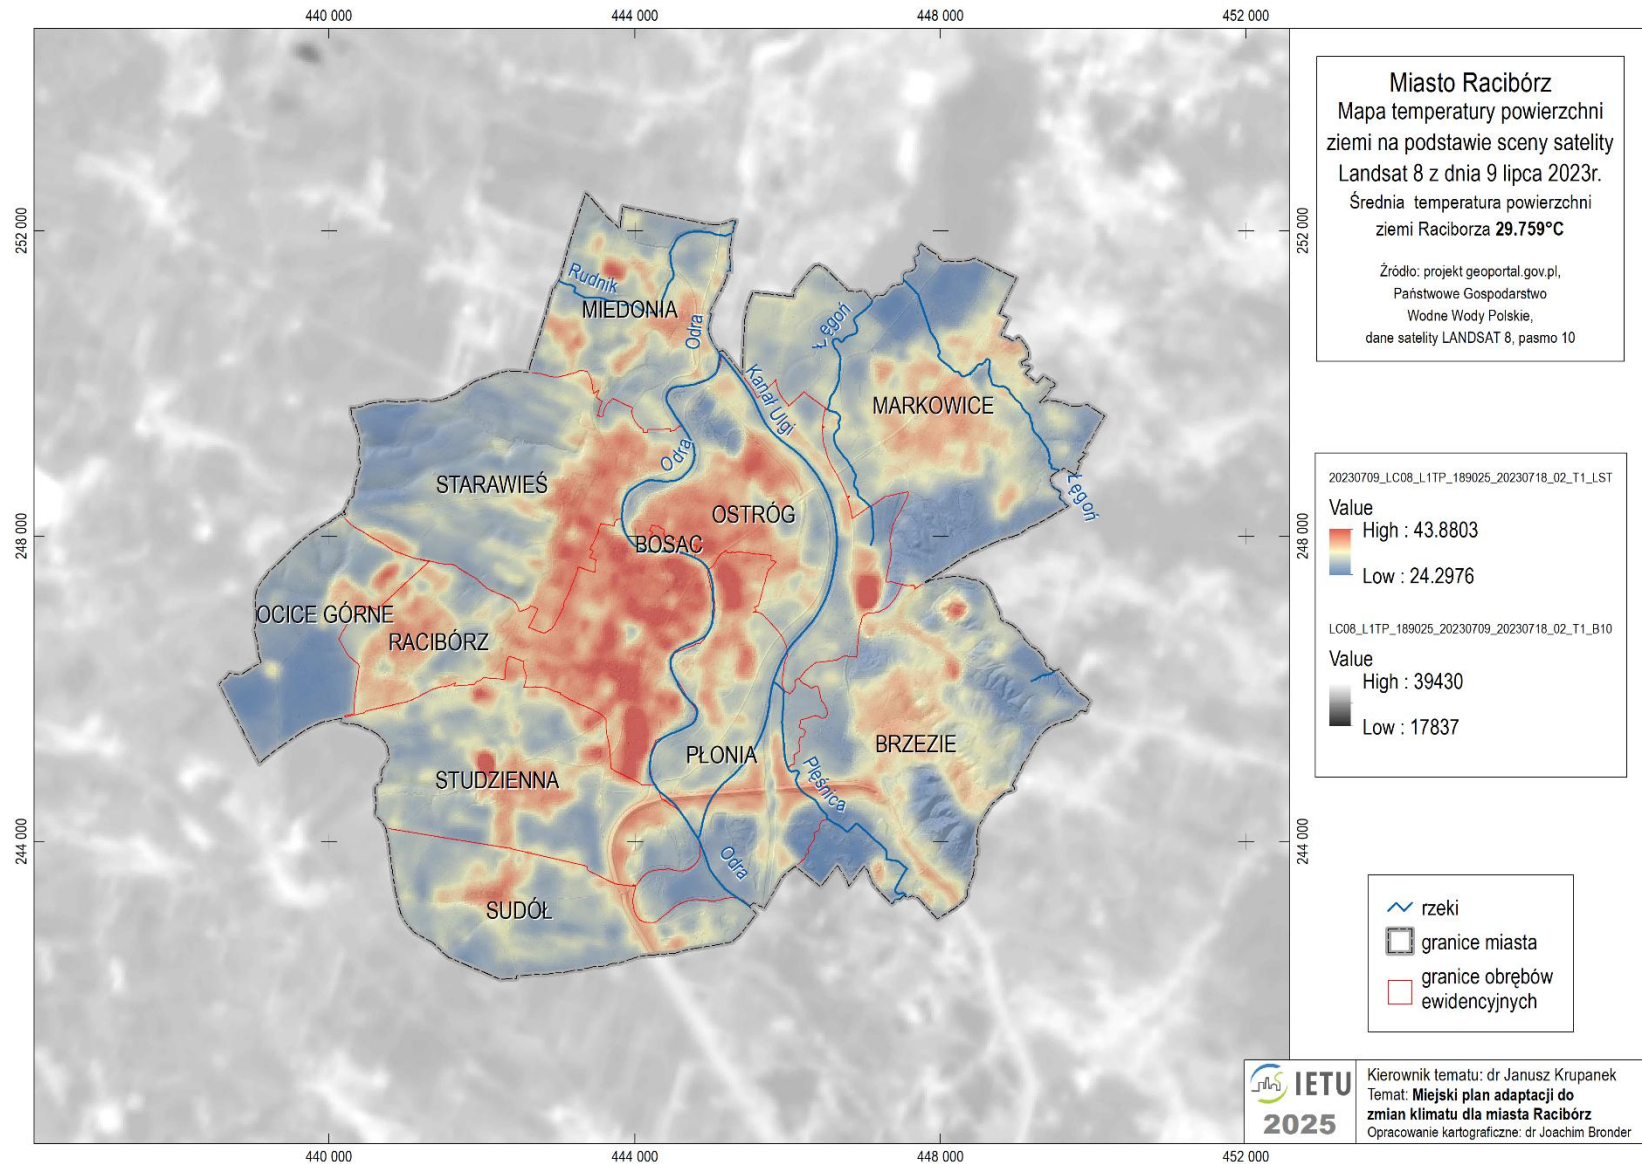 440 000
444 000
448 000
452 000
252 000
248 000
244 000
252 000
248 000
244 000
Rudnik
MIEDONIA
Odra
Łęgoń
Kanał Ulgi
MARKOWICE
Odra
STARAWIEŚ
OSTRÓG
Łęgoń
BOSAC
OCICE GÓRNE
RACIBÓRZ
BRZEZIE
PŁONIA
STUDZIENNA
Plęśnica
Odra
SUDÓŁ
440 000
444 000
448 000
452 000
Miasto Racibórz
Mapa temperatury powierzchni
ziemi na podstawie sceny satelity
Landsat 8 z dnia 9 lipca 2023r.
Średnia temperatura powierzchni
ziemi Raciborza 29.759°C
Źródło: projekt geoportal.gov.pl,
Państwowe Gospodarstwo
Wodne Wody Polskie,
dane satelity LANDSAT 8, pasmo 10
20230709_LC08_L1TP_189025_20230718_02_T1_LST
Value
High : 43.8803
Low : 24.2976
LC08_L1TP_189025_20230709_20230718_02_T1_B10
Value
High : 39430
Low : 17837
rzeki
granice miasta
granice obrębów
ewidencyjnych
IETU
2025
Kierownik tematu: dr Janusz Krupanek
Temat: Miejski plan adaptacji do
zmian klimatu dla miasta Racibórz
Opracowanie kartograficzne: dr Joachim Bronder